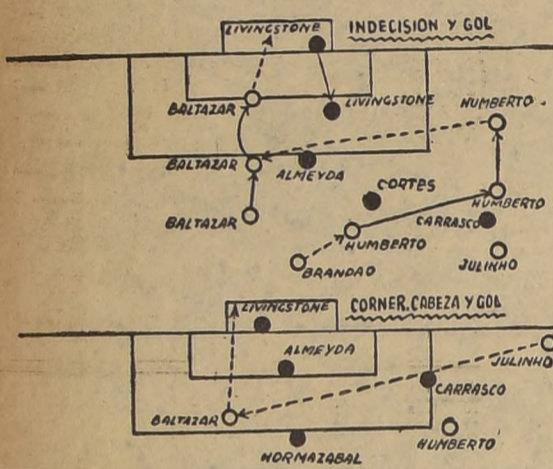 LIVINGSTONE
INDECISION Y GOL
BALTAZAR
LIVINGSTONE
HUMBERTO
BALTAZAR
ALMEYDA
CORTES
HUMBERTO
BALTAZAR
CARRASCO
HUMBERTO
BRANDAO
JULINHO
LIVINGSTONE
CORNER, CABEZA Y GOL
ALMEYDA
JULINHO
CARRASCO
BALTAZAR
HUMBERTO
NORMAZABAL